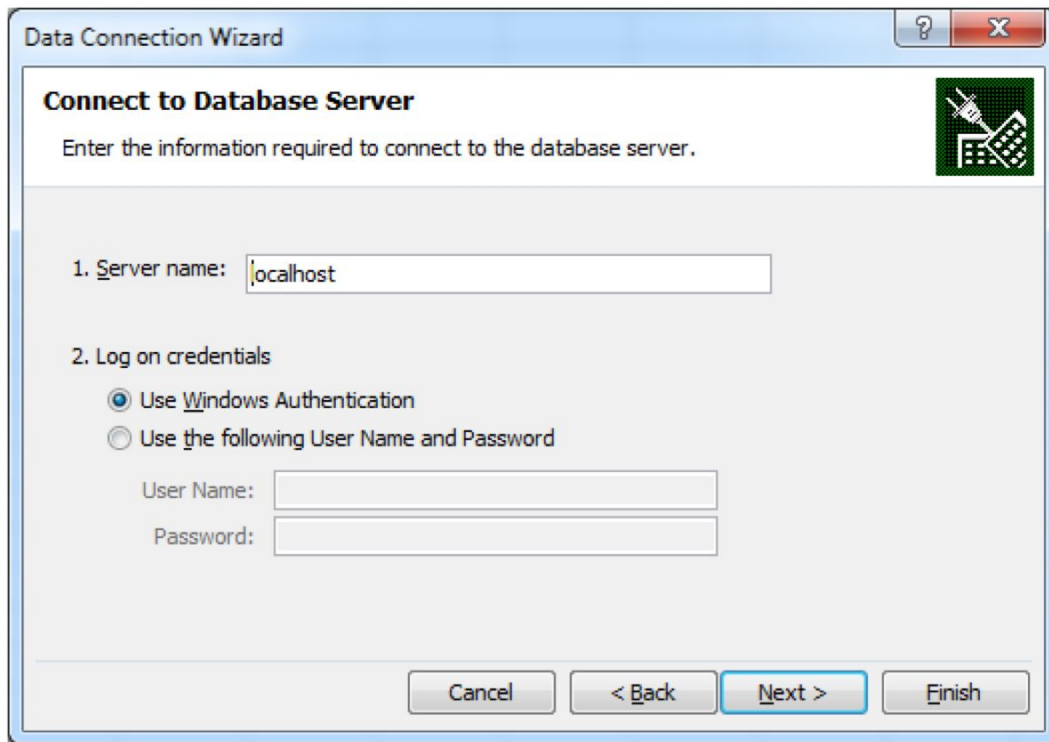 Data Connection Wizard
Connect to Database Server
Enter the information required to connect to the database server.
1. Server name: localhost
2. Log on credentials
Use Windows Authentication
Use the following User Name and Password
User Name:
Password:
Cancel < Back Next > Finish